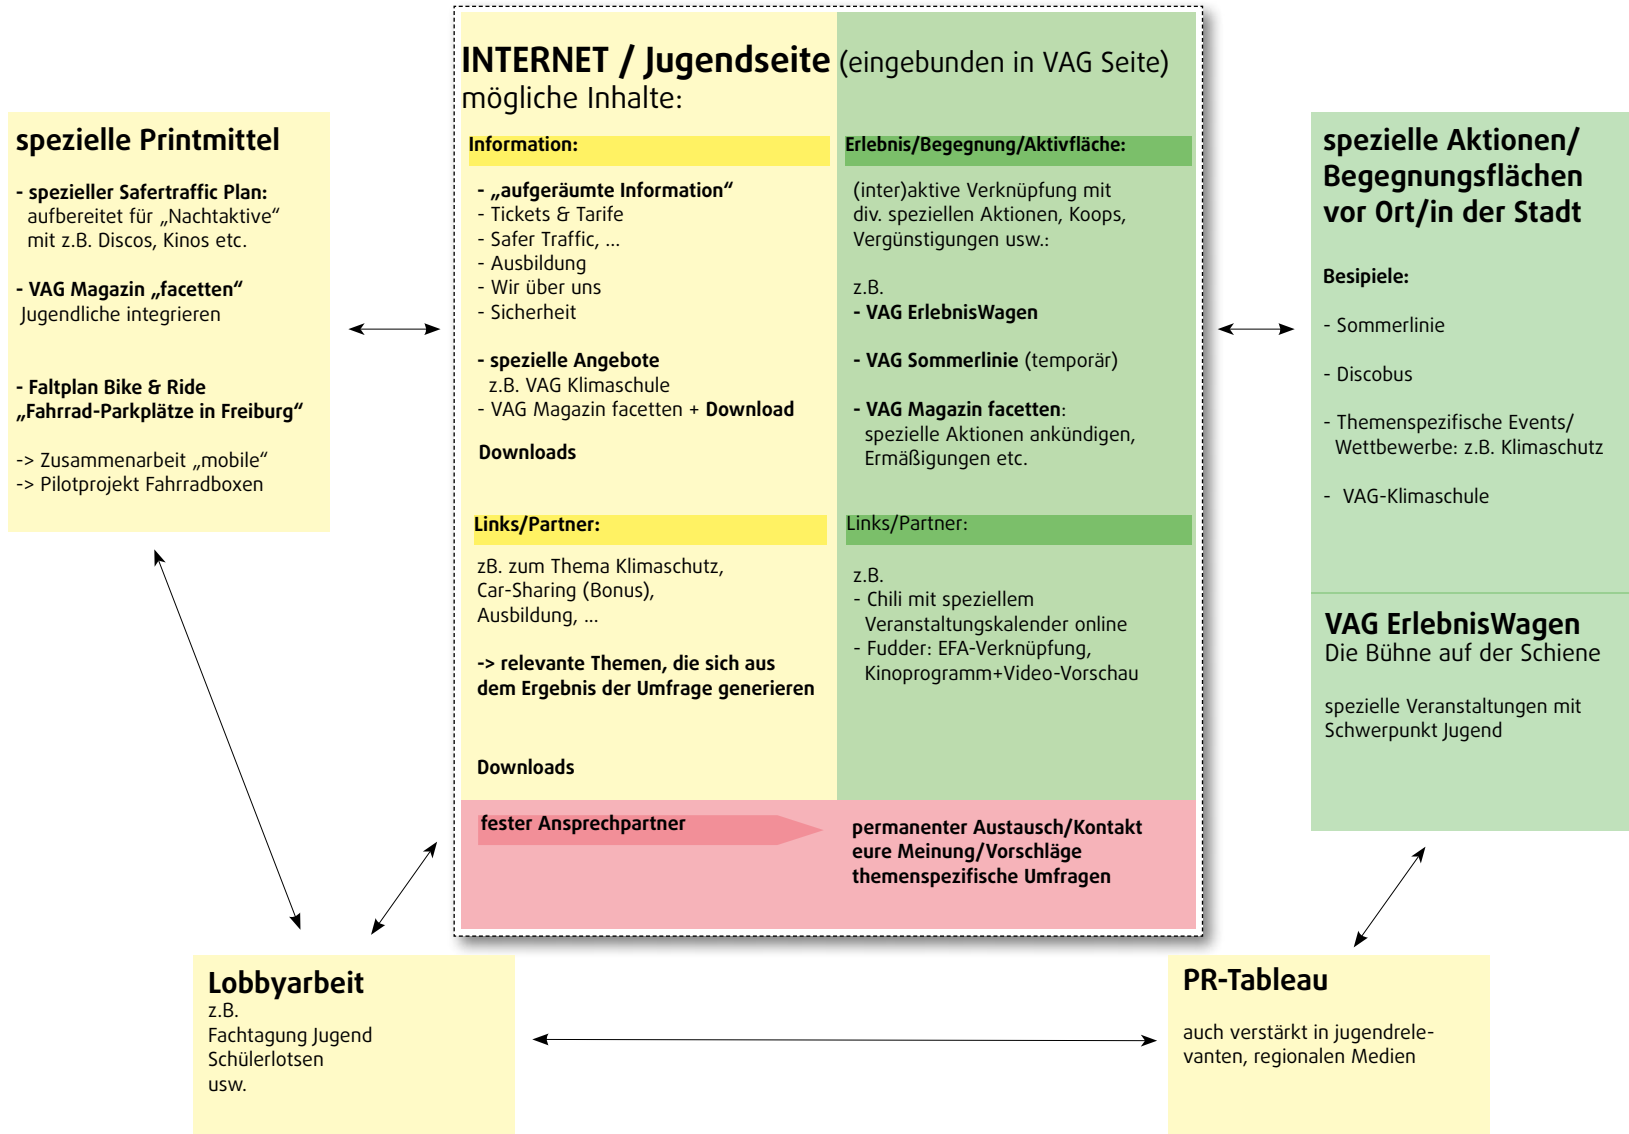 INTERNET / Jugendseite (eingebunden in VAG Seite)
mögliche Inhalte:
spezielle Printmittel
- spezieller Safertraffic Plan:
aufbereitet für „Nachtaktive“
mit z.B. Discos, Kinos etc.
- VAG Magazin „facetten“
Jugendliche integrieren
- Faltplan Bike & Ride
„Fahrrad-Parkplätze in Freiburg“
-> Zusammenarbeit „mobile“
-> Pilotprojekt Fahrradboxen
Information:
- „aufgeräumte Information“
- Tickets & Tarife
- Safer Traffic, ...
- Ausbildung
- Wir über uns
- Sicherheit
- spezielle Angebote
z.B. VAG Klimaschule
- VAG Magazin facetten + Download
Downloads
Links/Partner:
zB. zum Thema Klimaschutz,
Car-Sharing (Bonus),
Ausbildung, ...
-> relevante Themen, die sich aus
dem Ergebnis der Umfrage generieren
Downloads
Erlebnis/Begegnung/Aktivfläche:
(inter)aktive Verknüpfung mit
div. speziellen Aktionen, Koops,
Vergünstigungen usw.:
z.B.
- VAG ErlebnisWagen
- VAG Sommerlinie (temporär)
- VAG Magazin facetten:
spezielle Aktionen ankündigen,
Ermäßigungen etc.
Links/Partner:
z.B.
- Chili mit speziellem
Veranstaltungskalender online
- Fudder: EFA-Verknüpfung,
Kinoprogramm+Video-Vorschau
fester Ansprechpartner
permanenter Austausch/Kontakt
eure Meinung/Vorschläge
themenspezifische Umfragen
spezielle Aktionen/
Begegnungsflächen
vor Ort/in der Stadt
Besipiele:
- Sommerlinie
- Discobus
- Themenspezifische Events/
Wettbewerbe: z.B. Klimaschutz
- VAG-Klimaschule
VAG ErlebnisWagen
Die Bühne auf der Schiene
spezielle Veranstaltungen mit
Schwerpunkt Jugend
Lobbyarbeit
z.B.
Fachtagung Jugend
Schülerlotsen
usw.
PR-Tableau
auch verstärkt in jugendrele-
vanten, regionalen Medien